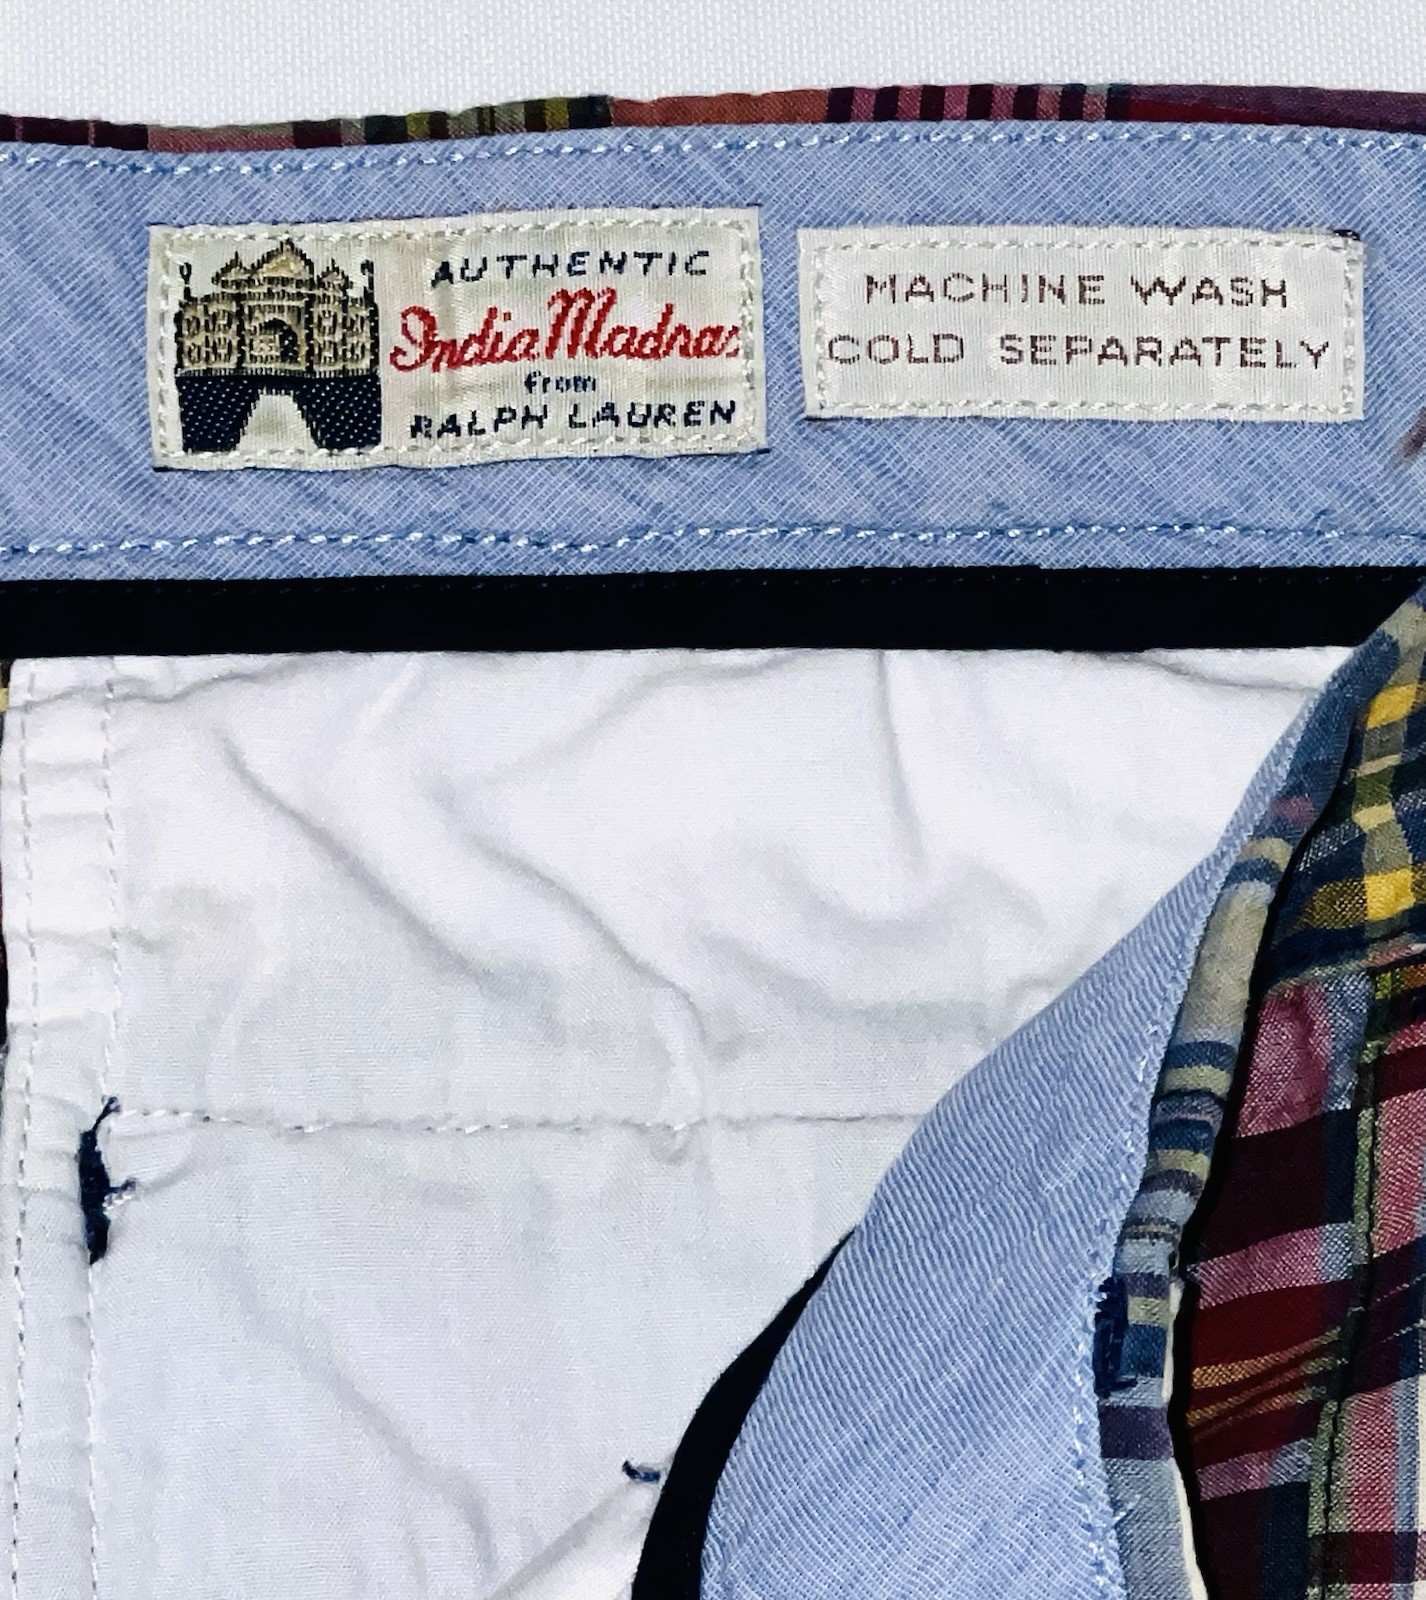 AUTHENTIC
India Madras
from
RALPH LAUREN
MACHINE WASH
COLD SEPARATELY